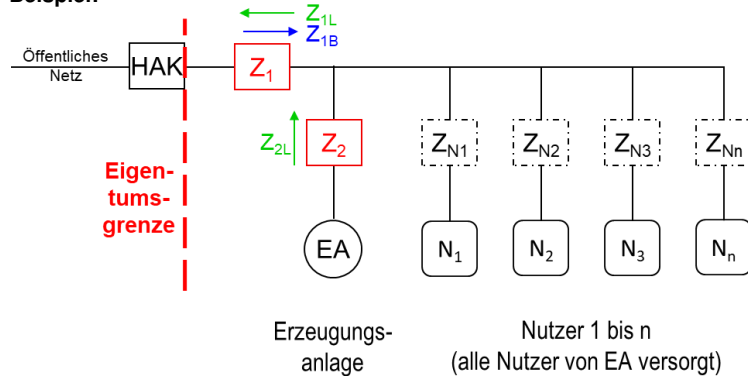 Beispiel:
Z1L
Z1B
Öffentliches
Netz
HAK
Z1
Z2L
Z2
ZN1
ZN2
ZN3
ZNn
Eigen-
tums-
grenze
EA
N1
N2
N3
Nn
Erzeugungs-
anlage
Nutzer 1 bis n
(alle Nutzer von EA versorgt)